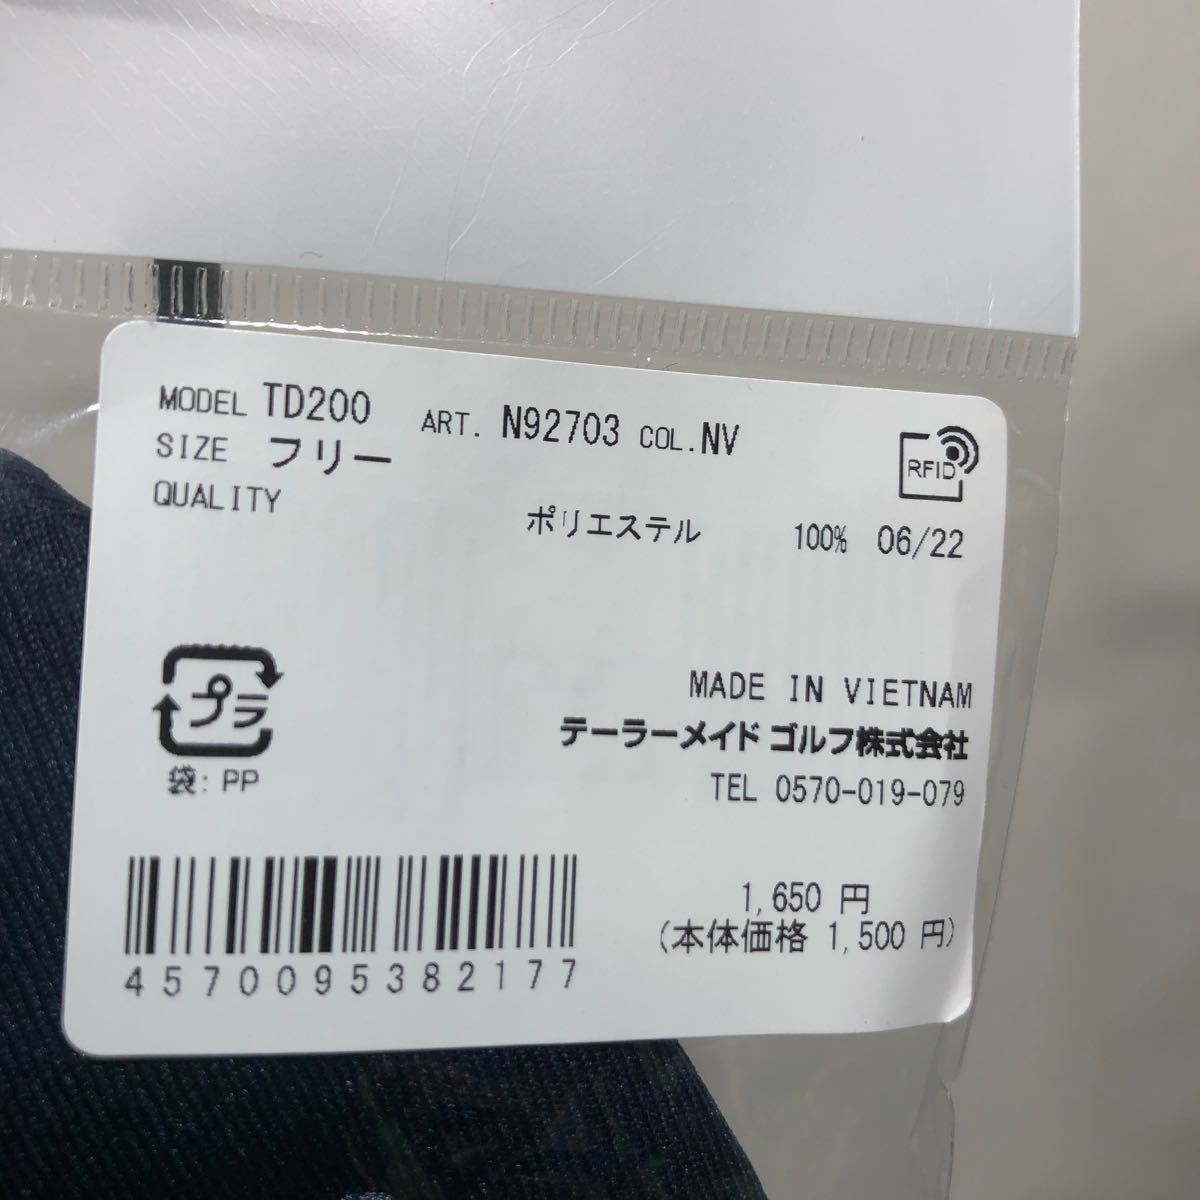 MODEL TD200 ART. N92703 COL.NV
SIZE フリー
RFID
QUALITY
ポリエステル 100% 06/22
プラ
袋: PP
MADE IN VIETNAM
テーラーメイド ゴルフ株式会社
TEL 0570-019-079
1,650 円
(本体価格 1,500 円)
4570095382177